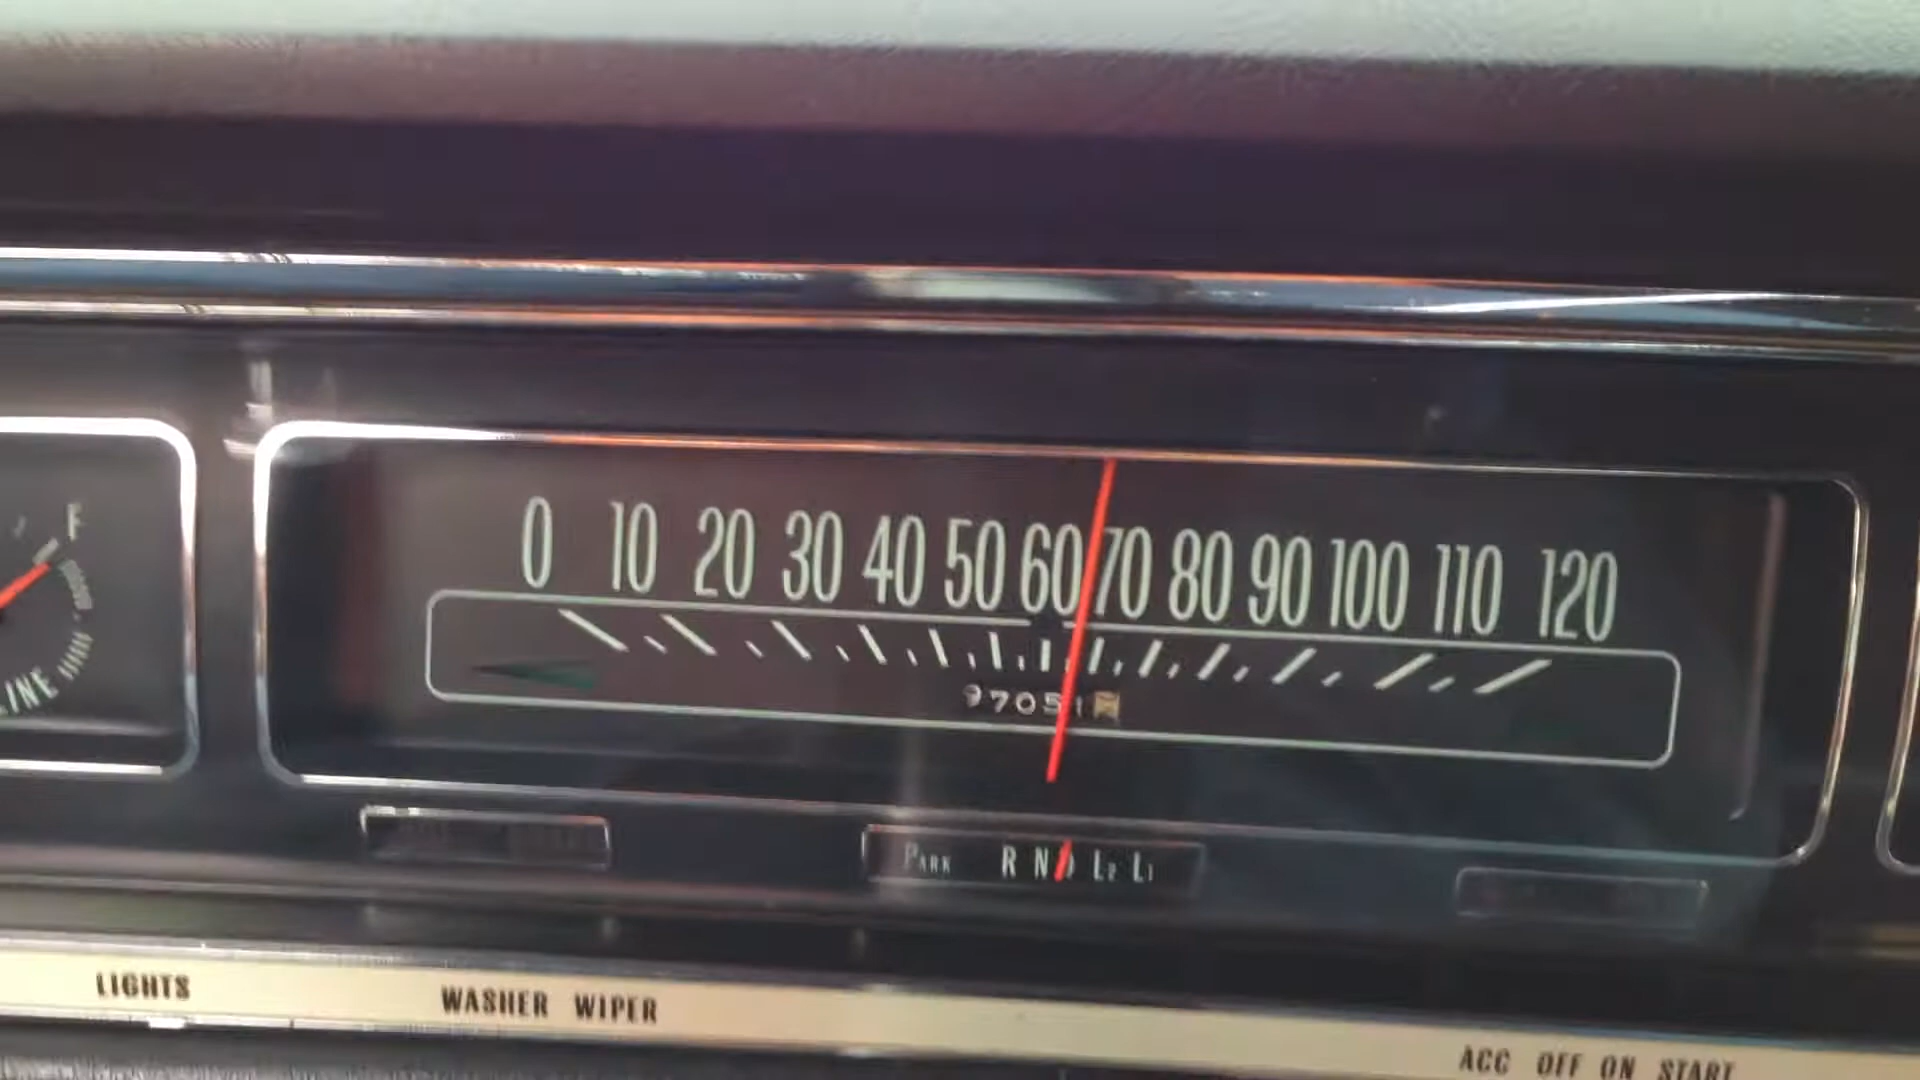 F
0 10 20 30 40 50 60 70 80 90 100 110 120
97051
PARK R N D L2 L1
LIGHTS
WASHER WIPER
ACC OFF ON START